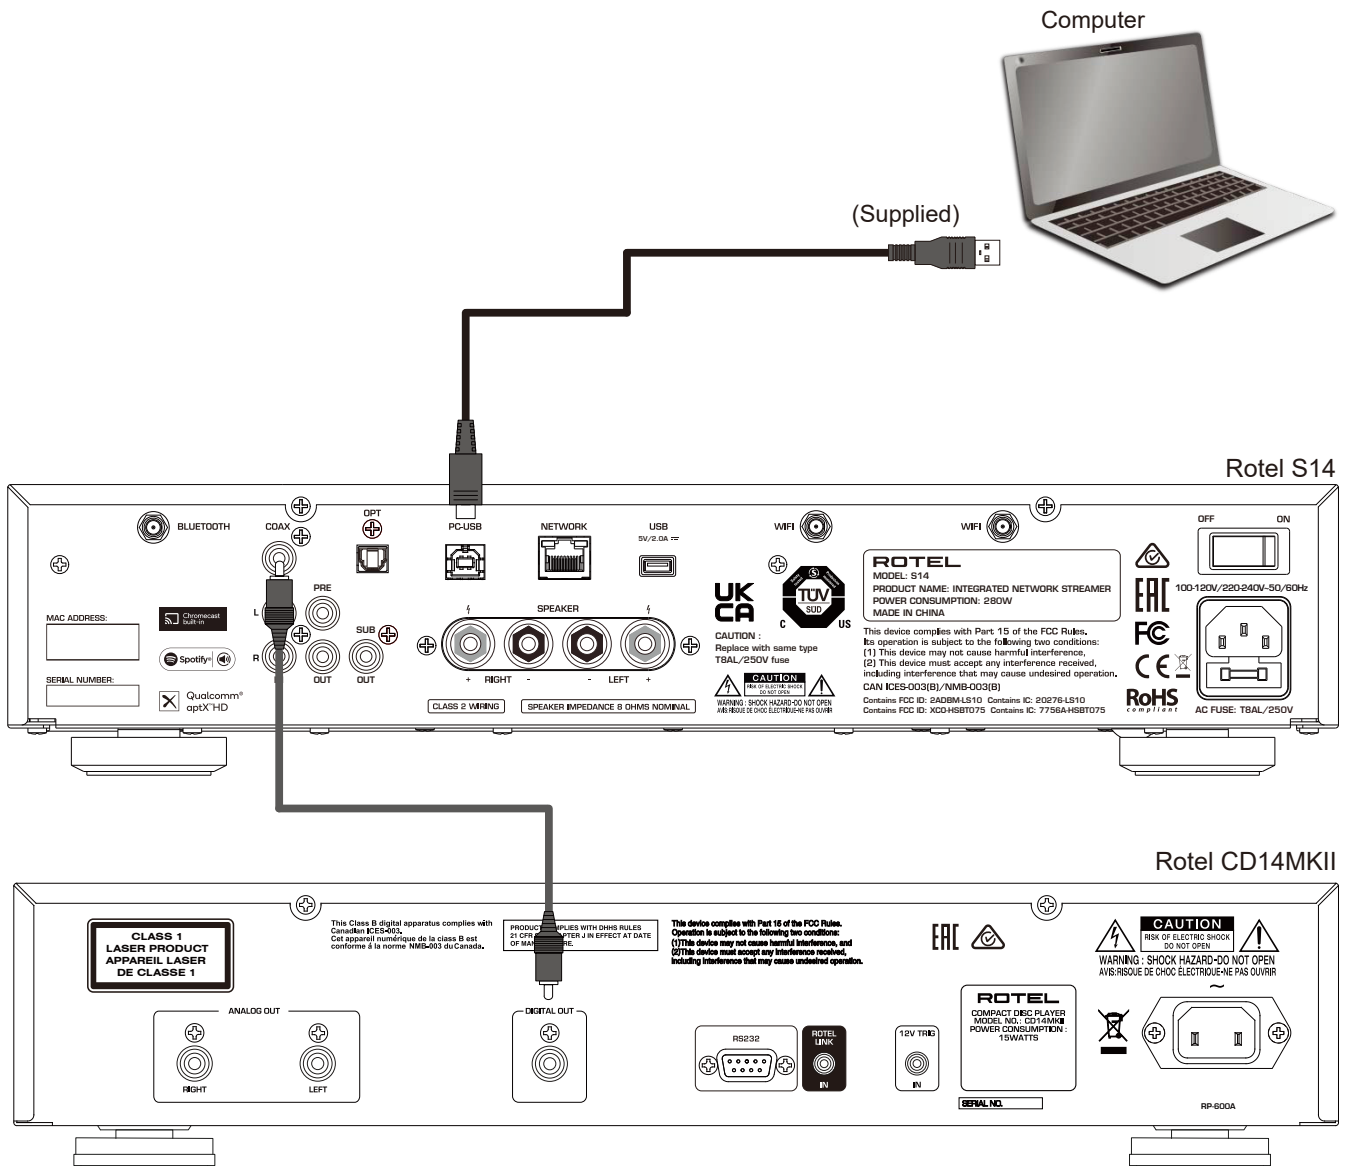 Computer
(Supplied)
Rotel S14
BLUETOOTH
COAX
OPT
PC-USB
NETWORK
USB
5V/2.0A
WIFI
WIFI
OFF ON
PRE
L
R
SUB
OUT
OUT
MAC ADDRESS:
SERIAL NUMBER:
Chromecast
built-in
Spotify®
Qualcomm®
aptX™HD
SPEAKER
+ RIGHT - - LEFT +
CLASS 2 WIRING
SPEAKER IMPEDANCE 8 OHMS NOMINAL
UK
CA
TÜV
SÜD
C US
CAUTION :
Replace with same type
T8AL/250V fuse
CAUTION
RISK OF ELECTRIC SHOCK
DO NOT OPEN
WARNING : SHOCK HAZARD-DO NOT OPEN
AVIS:RISQUE DE CHOC ÉLECTRIQUE-NE PAS OUVRIR
ROTEL
MODEL: S14
PRODUCT NAME: INTEGRATED NETWORK STREAMER
POWER CONSUMPTION: 280W
MADE IN CHINA
This device complies with Part 15 of the FCC Rules.
Its operation is subject to the following two conditions:
(1) This device may not cause harmful interference,
(2) This device must accept any interference received,
including interference that may cause undesired operation.
CAN ICES-003(B)/NMB-003(B)
Contains FCC ID: 2ADBM-LS10 Contains IC: 20276-LS10
Contains FCC ID: XCO-HSBT075 Contains IC: 7756A-HSBT075
EAC
FC
CE
RoHS
compliant
100-120V/220-240V~50/60Hz
AC FUSE: T8AL/250V
Rotel CD14MKII
CLASS 1
LASER PRODUCT
APPAREIL LASER
DE CLASSE 1
This Class B digital apparatus complies with
Canadian ICES-003.
Cet appareil numérique de la class B est
conforme á la norme NMB-003 du Canada.
PRODUCT COMPLIES WITH DHHS RULES
21 CFR CHAPTER J IN EFFECT AT DATE
OF MANUFACTURE.
This device complies with Part 15 of the FCC Rules.
Operation is subject to the following two conditions:
(1)This device may not cause harmful interference, and
(2)This device must accept any interference received,
including interference that may cause undesired operation.
EAC
CAUTION
RISK OF ELECTRIC SHOCK
DO NOT OPEN
WARNING : SHOCK HAZARD-DO NOT OPEN
AVIS:RISQUE DE CHOC ÉLECTRIQUE-NE PAS OUVRIR
~
ANALOG OUT
RIGHT
LEFT
DIGITAL OUT
RS232
ROTEL
LINK
IN
12V TRIG
IN
ROTEL
COMPACT DISC PLAYER
MODEL NO. : CD14MKII
POWER CONSUMPTION :
15WATTS
SERIAL NO.
RP-600A